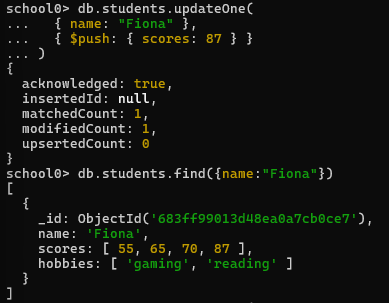 school0> db.students.updateOne(
...   { name: "Fiona" },
...   { $push: { scores: 87 } }
... )
{
  acknowledged: true,
  insertedId: null,
  matchedCount: 1,
  modifiedCount: 1,
  upsertedCount: 0
}
school0> db.students.find({name:"Fiona"})
[
  {
    _id: ObjectId('683ff99013d48ea0a7cb0ce7'),
    name: 'Fiona',
    scores: [ 55, 65, 70, 87 ],
    hobbies: [ 'gaming', 'reading' ]
  }
]